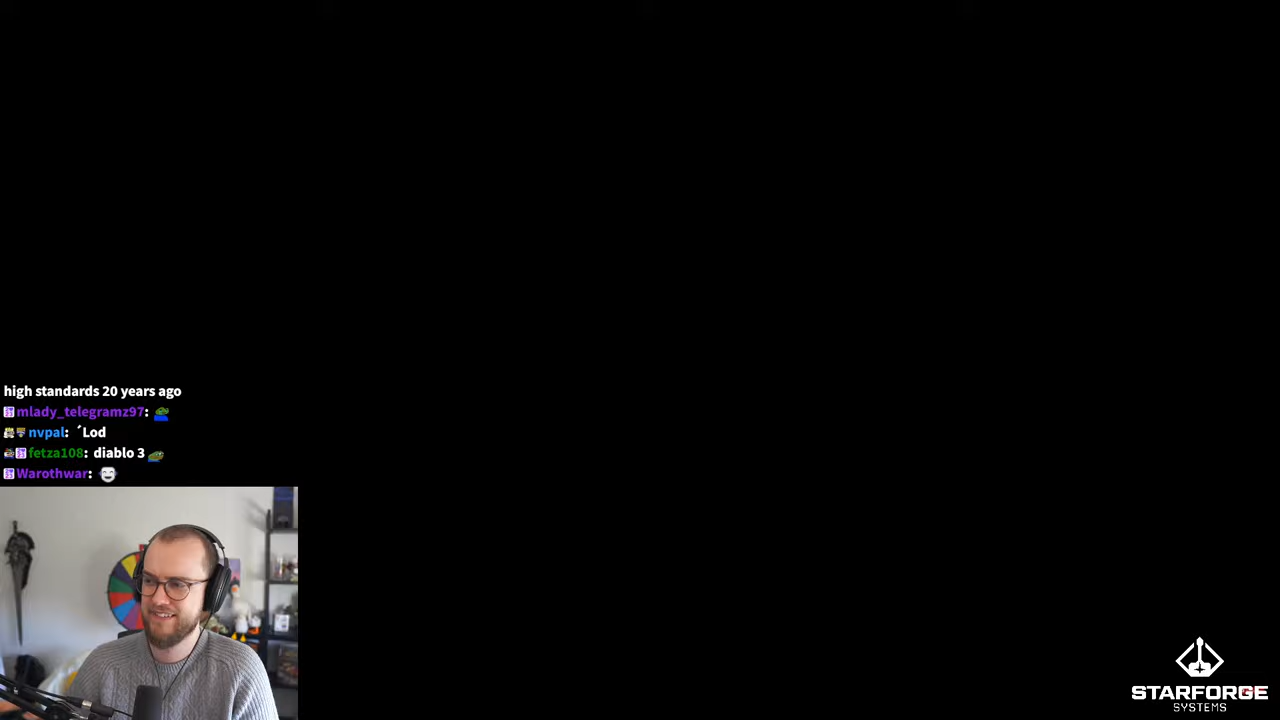 high standards 20 years ago
mlady_telegramz97:
nvpal: ´Lod
fetza108: diablo 3
Warothwar:
STARFORGE
SYSTEMS